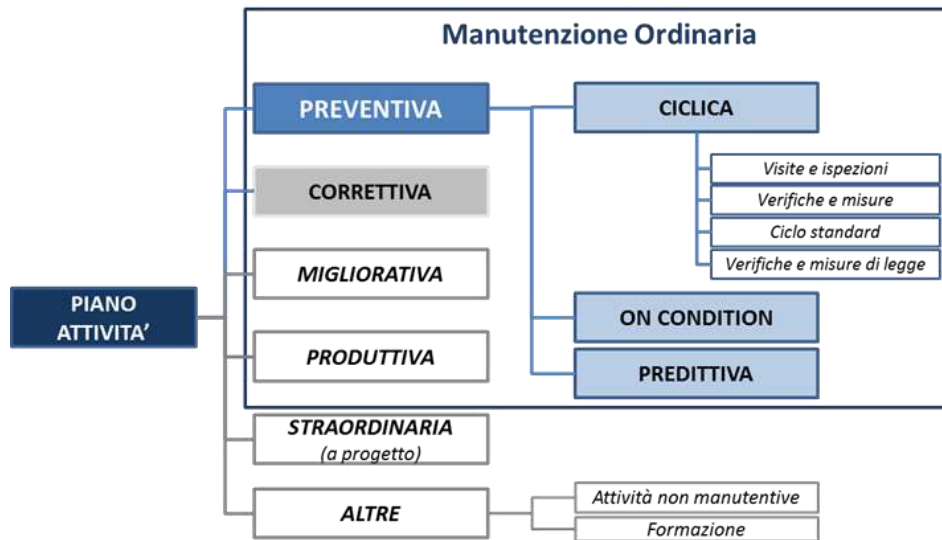 Manutenzione Ordinaria
PREVENTIVA
CICLICA
Visite e ispezioni
Verifiche e misure
Ciclo standard
Verifiche e misure di legge
CORRETTIVA
MIGLIORATIVA
PIANO
ATTIVITA’
ON CONDITION
PRODUTTIVA
PREDITTIVA
STRAORDINARIA
(a progetto)
ALTRE
Attività non manutentive
Formazione